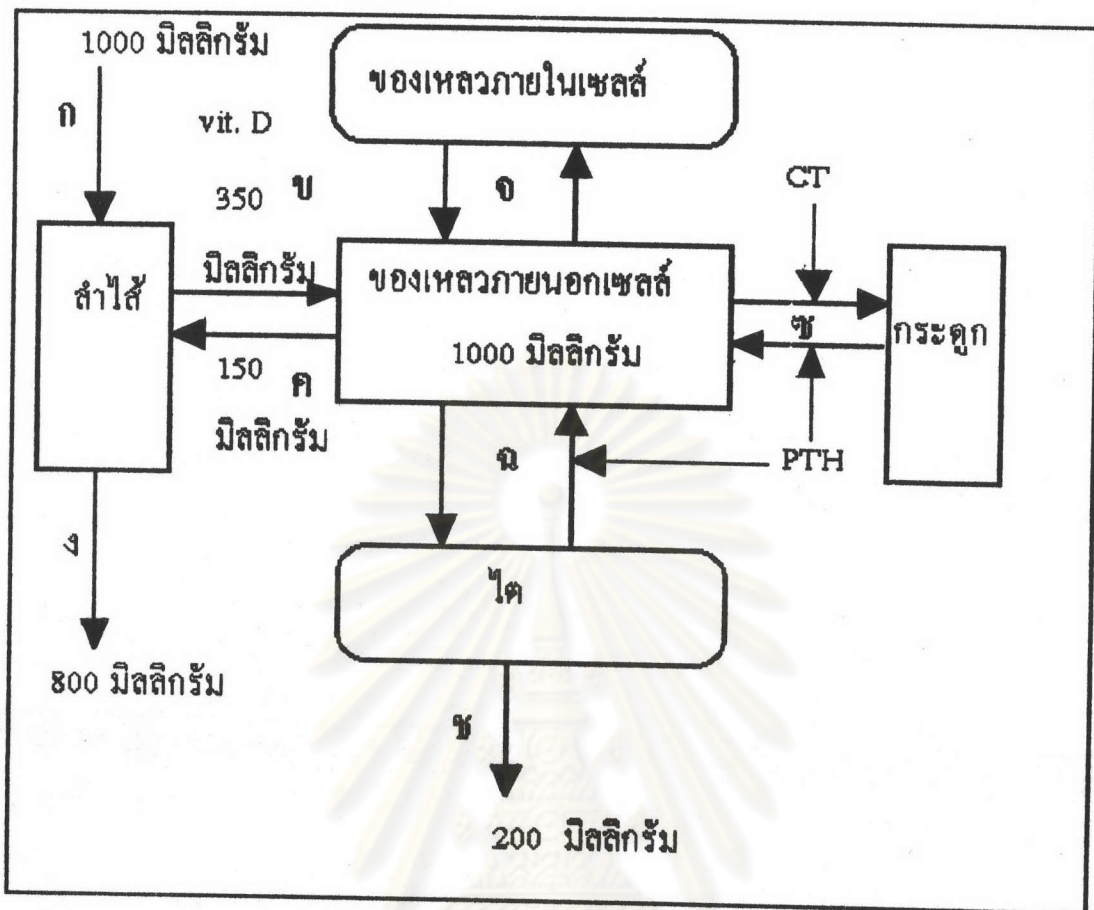 1000 มิลลิกรัม
ก
vit. D
350 ข
มิลลิกรัม
ลำไส้
150 ค
มิลลิกรัม
ง
800 มิลลิกรัม
ของเหลวภายในเซลล์
จ
ของเหลวภายนอกเซลล์
1000 มิลลิกรัม
ฉ
ไต
ช
200 มิลลิกรัม
CT
ซ
กระดูก
PTH